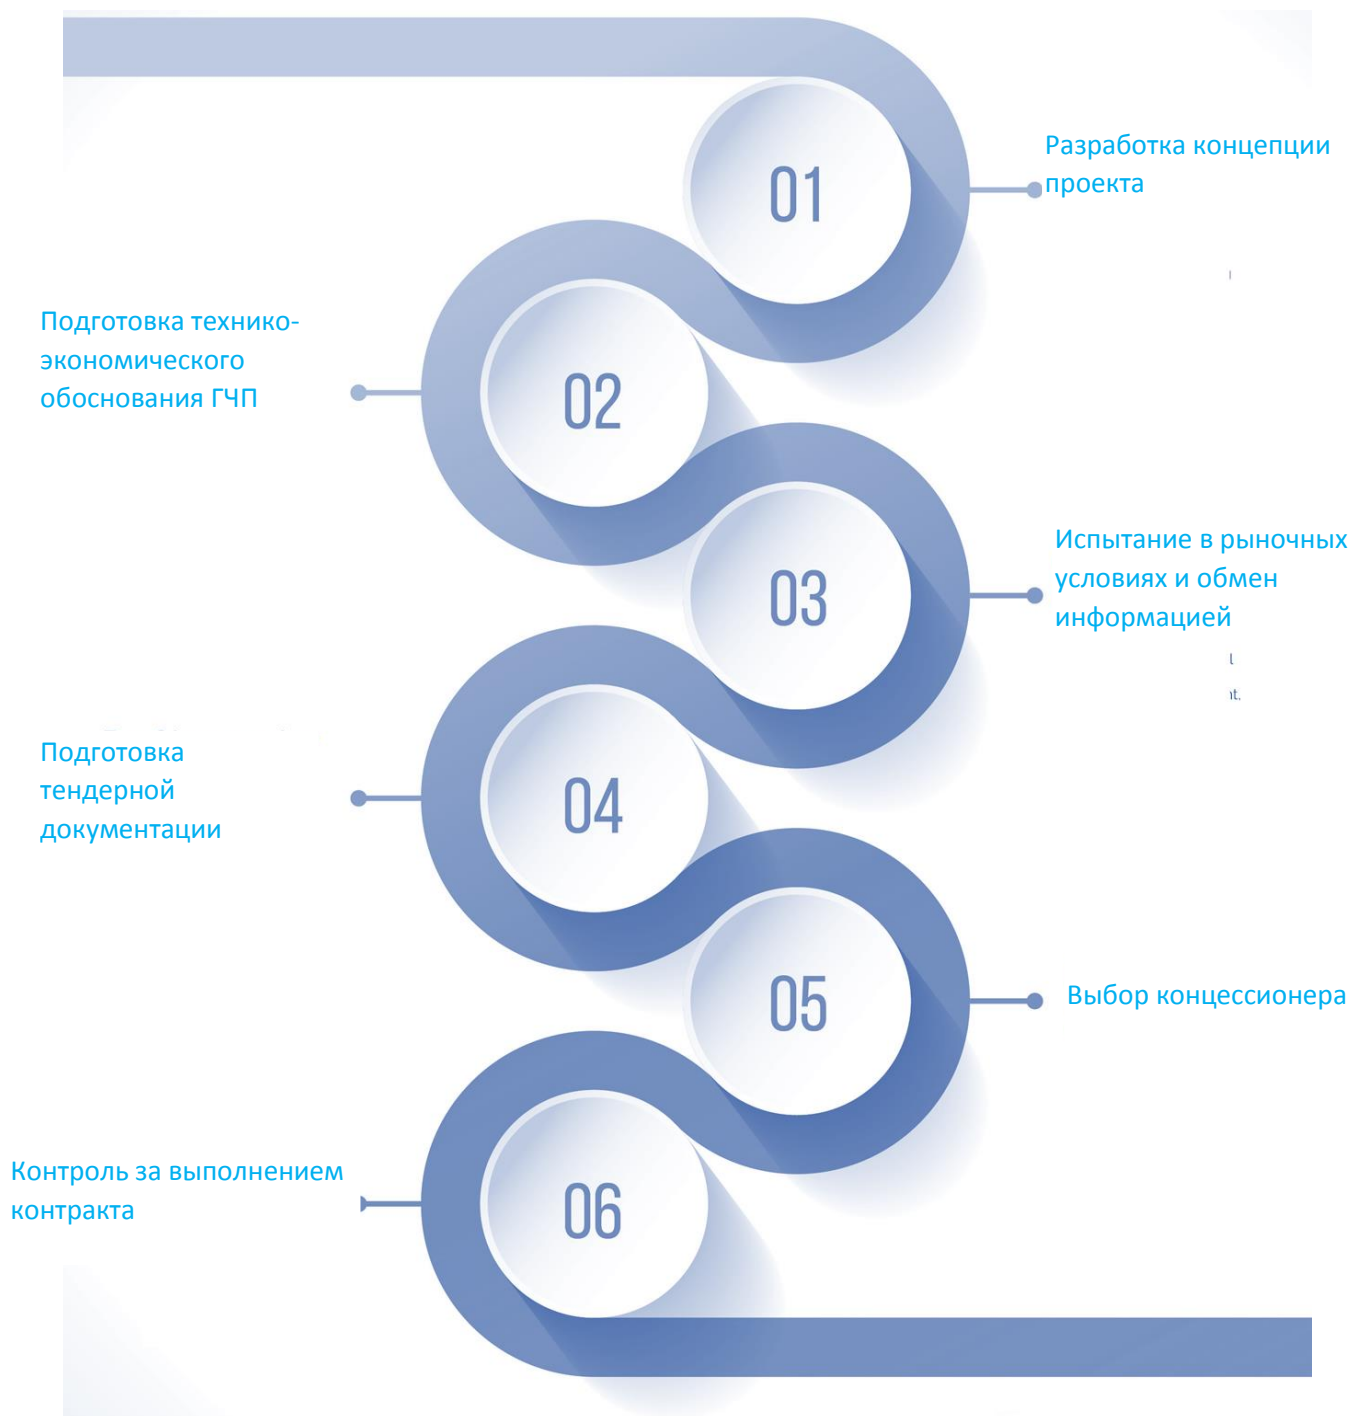 01
Разработка концепции
проекта
Подготовка технико-
экономического
обоснования ГЧП
02
Испытание в рыночных
условиях и обмен
информацией
03
Подготовка
тендерной
документации
04
Выбор концессионера
05
Контроль за выполнением
контракта
06